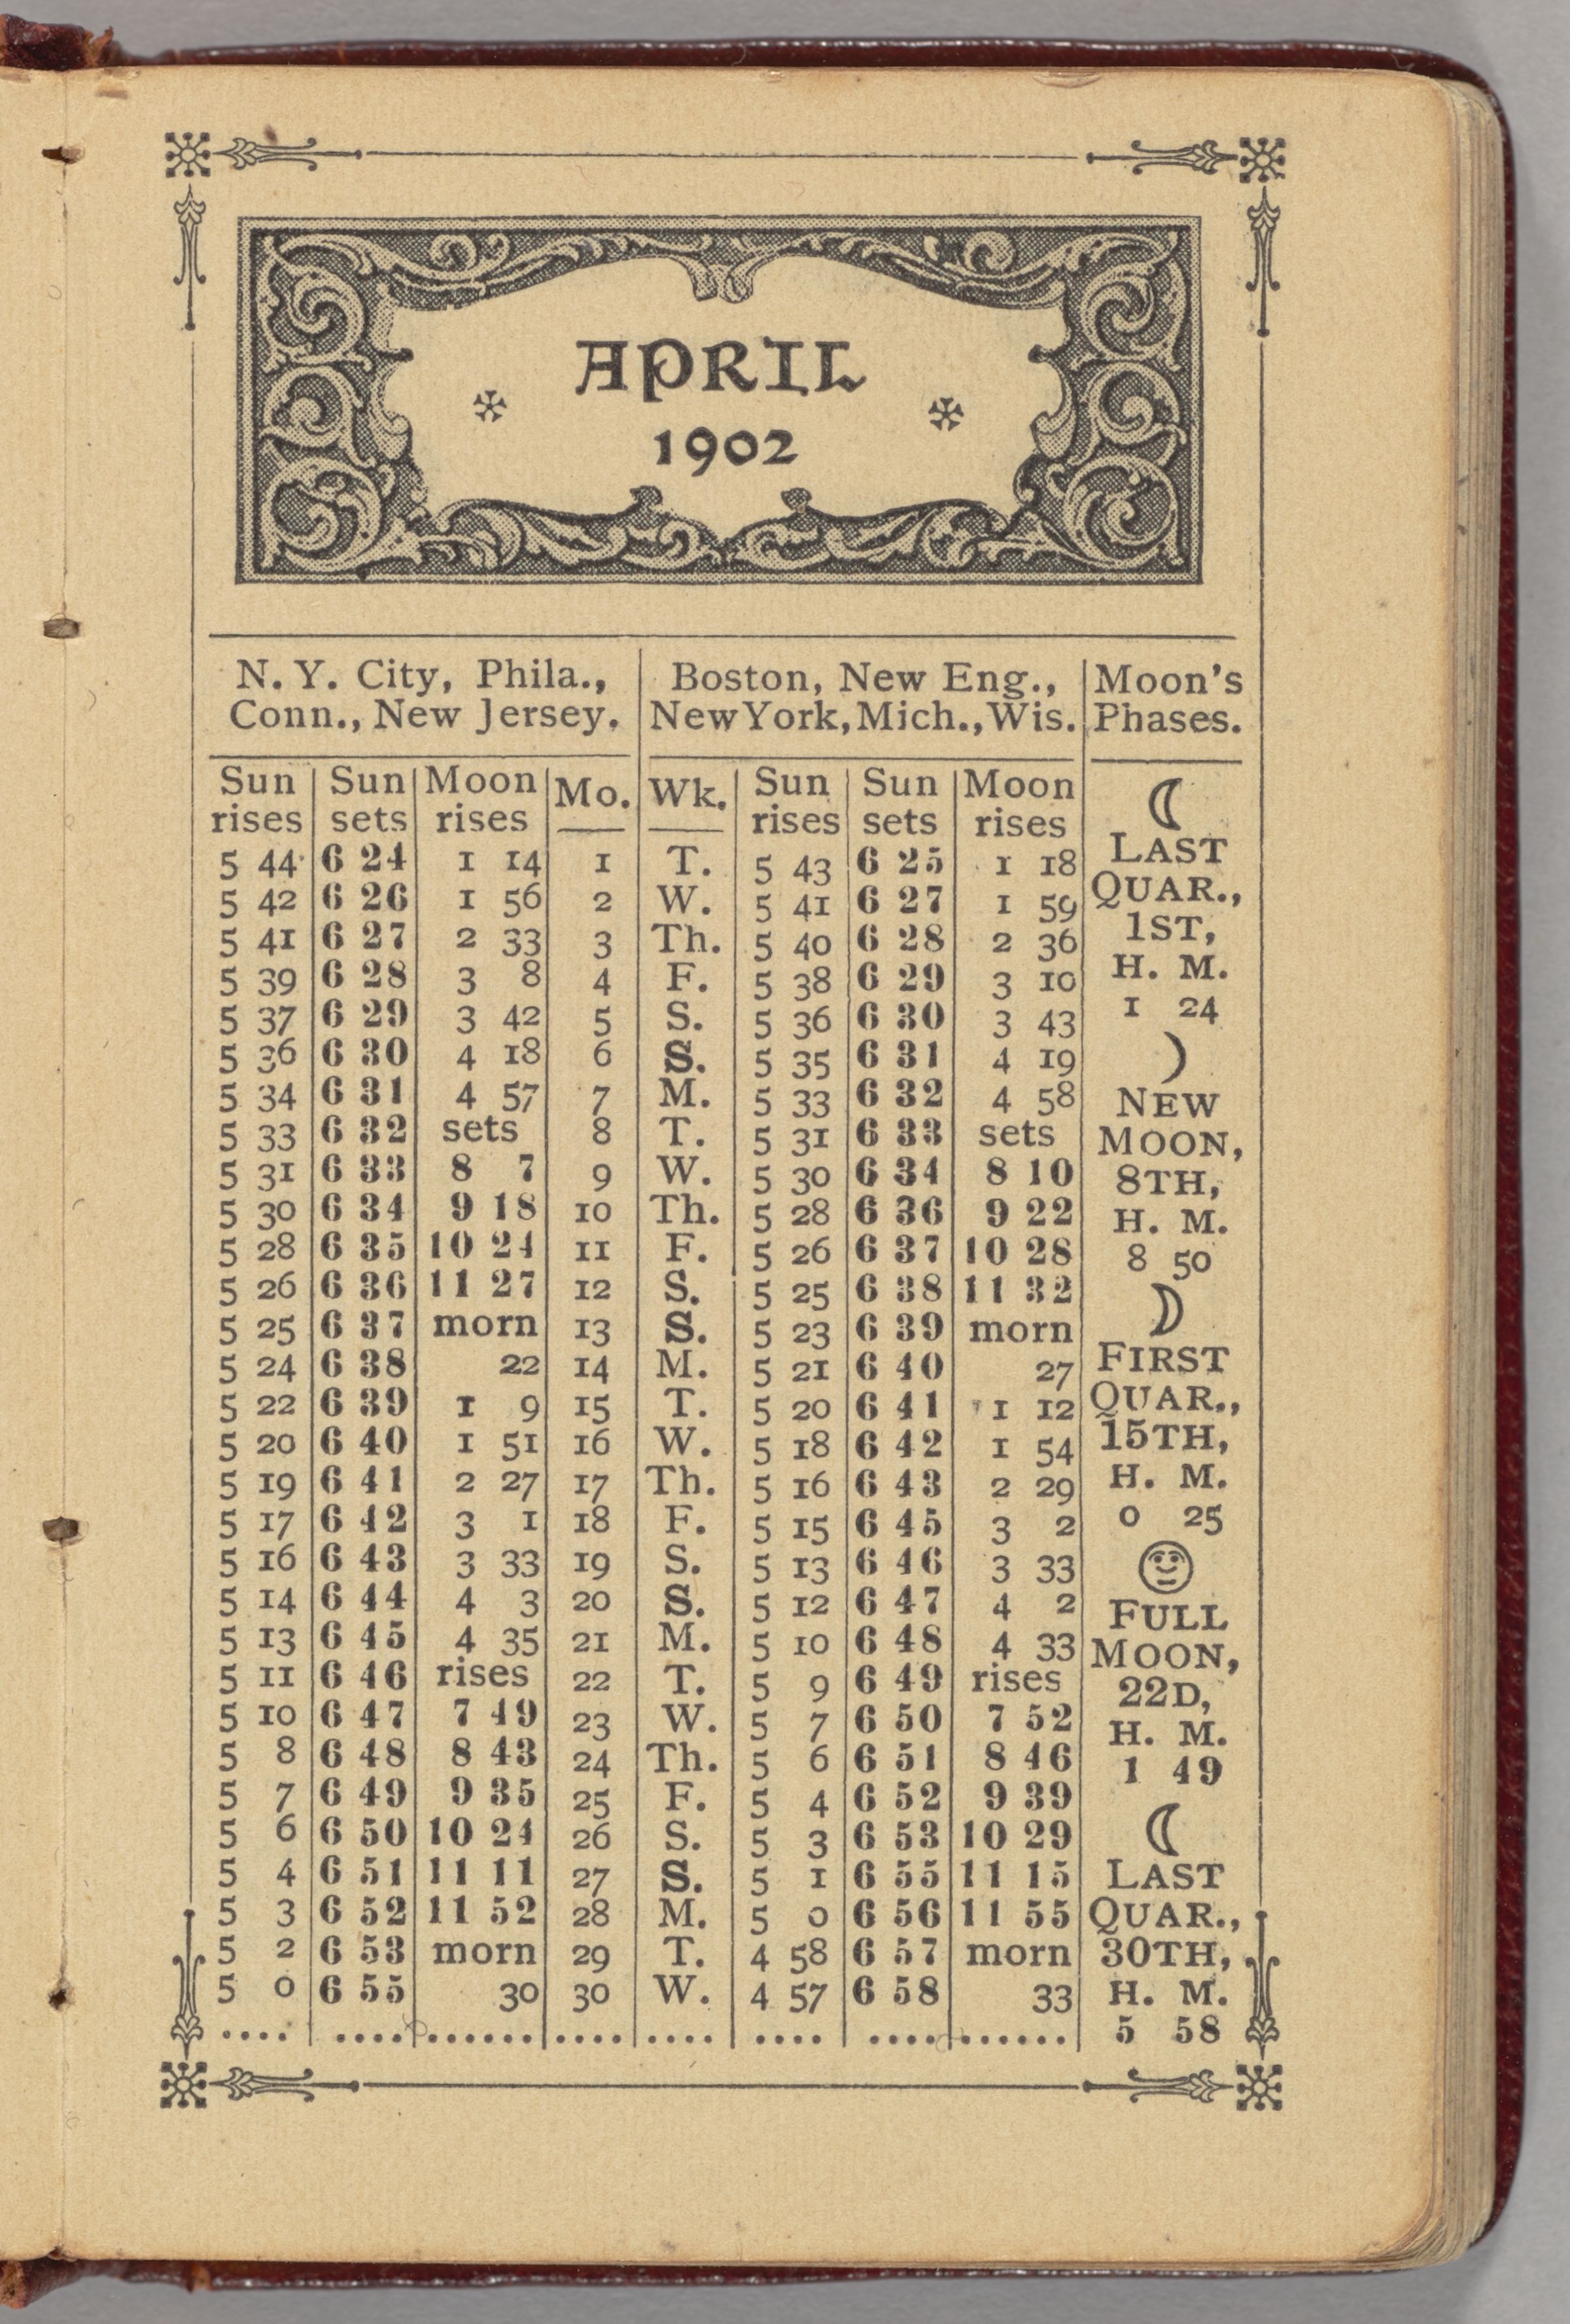 APRIL
1902
N. Y. City, Phila., Conn., New Jersey.
Boston, New Eng., New York, Mich., Wis.
Moon's Phases.
Sun rises Sun sets Moon rises Mo. Wk. Sun rises Sun sets Moon rises
5 44 6 24 1 14 1 T. 5 43 6 25 1 18
5 42 6 26 1 56 2 W. 5 41 6 27 1 59
5 41 6 27 2 33 3 Th. 5 40 6 28 2 36
5 39 6 28 3 8 4 F. 5 38 6 29 3 10
5 37 6 29 3 42 5 S. 5 36 6 30 3 43
5 36 6 30 4 18 6 S. 5 35 6 31 4 19
5 34 6 31 4 57 7 M. 5 33 6 32 4 58
5 33 6 32 sets 8 T. 5 31 6 33 sets
5 31 6 33 8 7 9 W. 5 30 6 34 8 10
5 30 6 34 9 18 10 Th. 5 28 6 36 9 22
5 28 6 35 10 24 11 F. 5 26 6 37 10 28
5 26 6 36 11 27 12 S. 5 25 6 38 11 32
5 25 6 37 morn 13 S. 5 23 6 39 morn
5 24 6 38 22 14 M. 5 21 6 40 27
5 22 6 39 1 9 15 T. 5 20 6 41 1 12
5 20 6 40 1 51 16 W. 5 18 6 42 1 54
5 19 6 41 2 27 17 Th. 5 16 6 43 2 29
5 17 6 42 3 1 18 F. 5 15 6 45 3 2
5 16 6 43 3 33 19 S. 5 13 6 46 3 33
5 14 6 44 4 3 20 S. 5 12 6 47 4 2
5 13 6 45 4 35 21 M. 5 10 6 48 4 33
5 11 6 46 rises 22 T. 5 9 6 49 rises
5 10 6 47 7 49 23 W. 5 7 6 50 7 52
5 8 6 48 8 43 24 Th. 5 6 6 51 8 46
5 7 6 49 9 35 25 F. 5 4 6 52 9 39
5 6 6 50 10 24 26 S. 5 3 6 53 10 29
5 4 6 51 11 11 27 S. 5 1 6 55 11 15
5 3 6 52 11 52 28 M. 5 0 6 56 11 55
5 2 6 53 morn 29 T. 4 58 6 57 morn
5 0 6 55 30 30 W. 4 57 6 58 33
.... .... ...... .... .... .... .... ......
LAST
QUAR.,
1ST,
H. M.
1 24
NEW
MOON,
8TH,
H. M.
8 50
FIRST
QUAR.,
15TH,
H. M.
0 25
FULL
MOON,
22D,
H. M.
1 49
LAST
QUAR.,
30TH,
H. M.
5 58